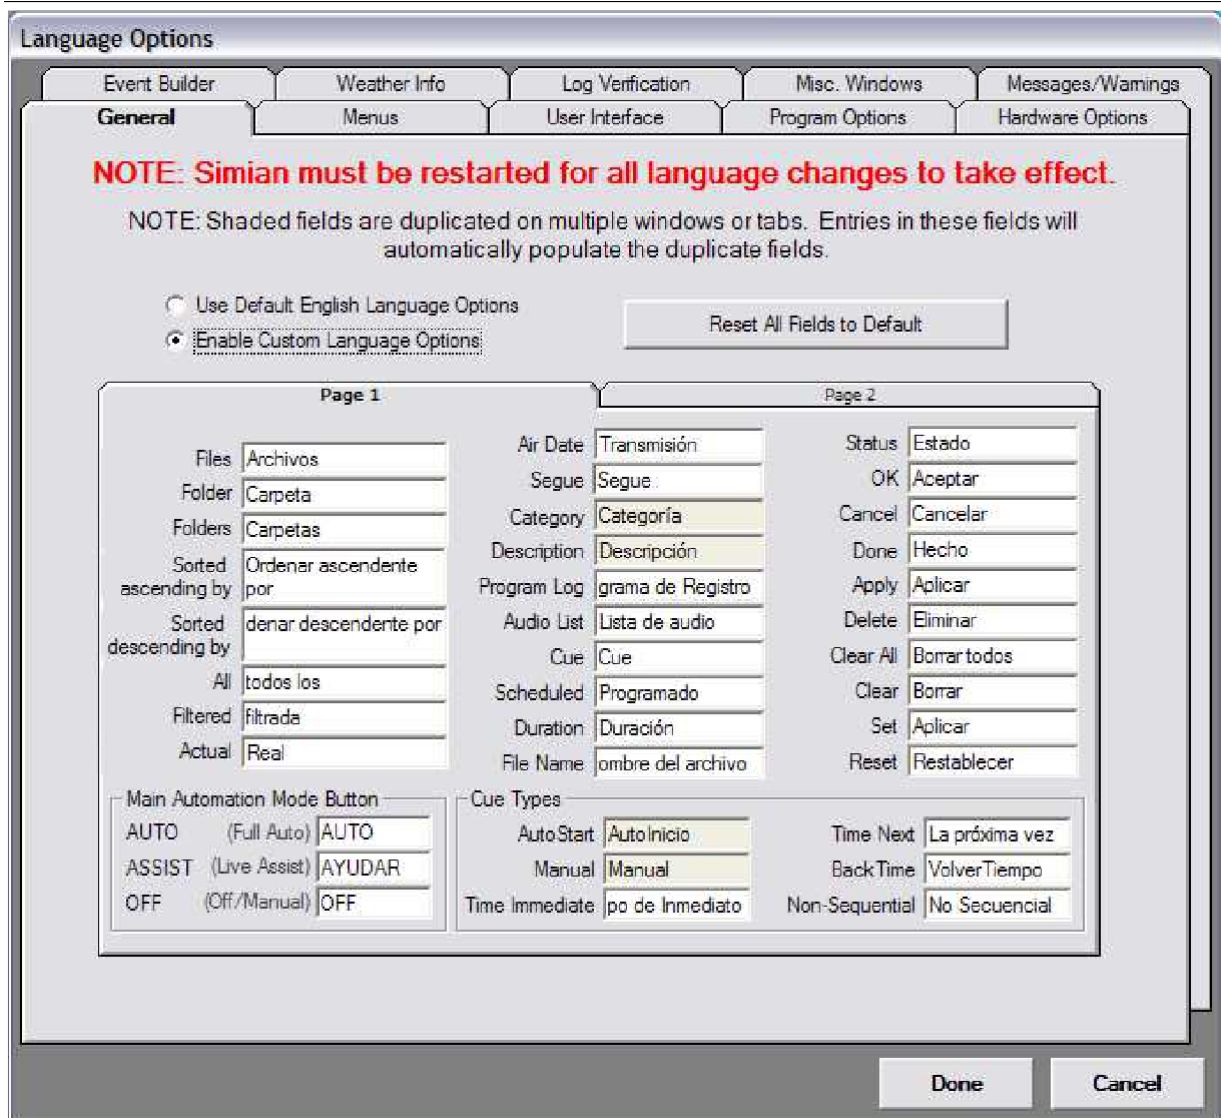 Language Options
Event Builder
Weather Info
Log Verification
Misc. Windows
Messages/Warnings
General
Menus
User Interface
Program Options
Hardware Options
NOTE: Simian must be restarted for all language changes to take effect.
NOTE: Shaded fields are duplicated on multiple windows or tabs. Entries in these fields will
automatically populate the duplicate fields.
Use Default English Language Options
Enable Custom Language Options
Reset All Fields to Default
Page 1
Page 2
Files Archivos
Folder Carpeta
Folders Carpetas
Sorted
ascending by
Ordenar ascendente
por
Sorted
descending by
denar descendente por
All todos los
Filtered filtrada
Actual Real
Air Date Transmisión
Segue Segue
Category Categoría
Description Descripción
Program Log grama de Registro
Audio List Lista de audio
Cue Cue
Scheduled Programado
Duration Duración
File Name ombre del archivo
Status Estado
OK Aceptar
Cancel Cancelar
Done Hecho
Apply Aplicar
Delete Eliminar
Clear All Borrar todos
Clear Borrar
Set Aplicar
Reset Restablecer
Main Automation Mode Button
AUTO (Full Auto) AUTO
ASSIST (Live Assist) AYUDAR
OFF (Off/Manual) OFF
Cue Types
AutoStart AutoInicio
Manual Manual
Time Immediate po de Inmediato
Time Next La próxima vez
BackTime VolverTiempo
Non-Sequential No Secuencial
Done
Cancel